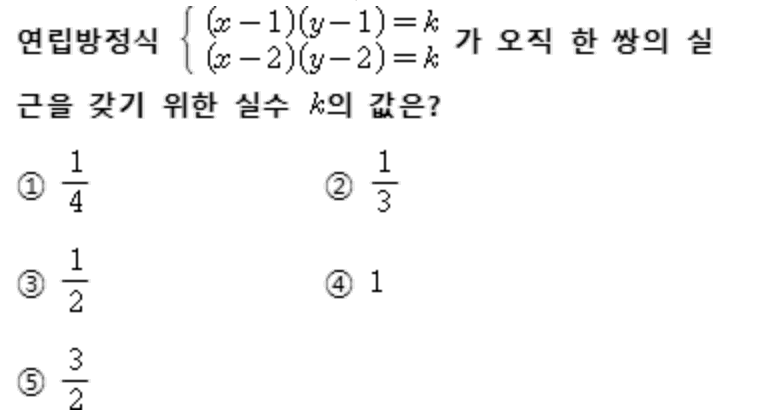 연립방정식 { (x-1)(y-1)=k
(x-2)(y-2)=k 가 오직 한 쌍의 실
근을 갖기 위한 실수 k의 값은?
① 1/4 ② 1/3
③ 1/2 ④ 1
⑤ 3/2